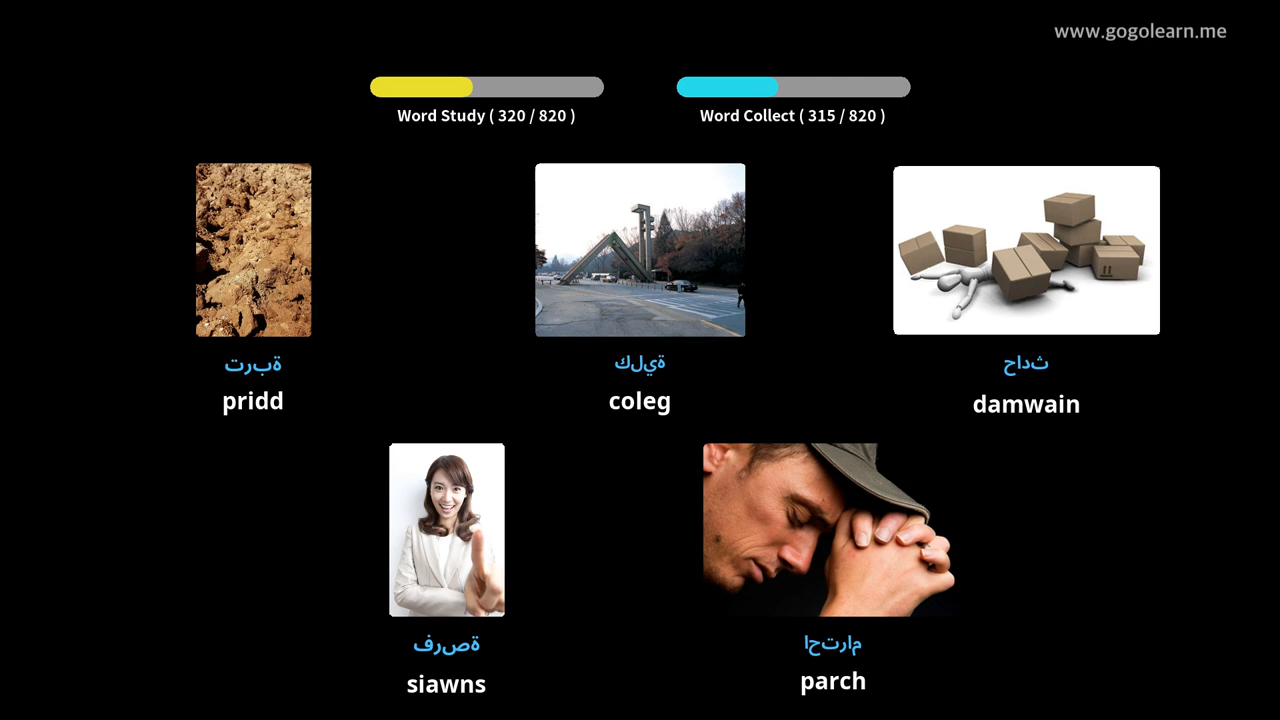 www.gogolearn.me
Word Study ( 320 / 820 )
Word Collect ( 315 / 820 )
ةبرت
pridd
ةيلك
coleg
ثداح
damwain
ةصرف
siawns
مارتحا
parch